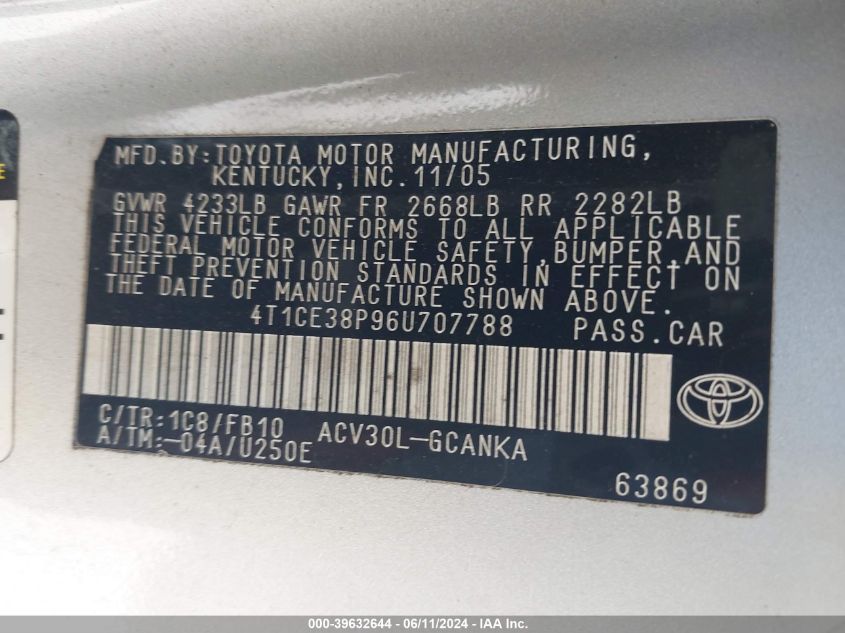 MFD.BY:TOYOTA MOTOR MANUFACTURING,
KENTUCKY,INC.11/05
GVWR 4233LB GAWR FR 2668LB RR 2282LB
THIS VEHICLE CONFORMS TO ALL APPLICABLE
FEDERAL MOTOR VEHICLE SAFETY,BUMPER,AND
THEFT PREVENTION STANDARDS IN EFFECT ON
THE DATE OF MANUFACTURE SHOWN ABOVE.
4T1CE38P96U707788 PASS.CAR
C/TR:1C8/FB10 ACV30L-GCANKA
A/TM:-04A/U250E
63869
000-39632644 / 06/11/2024 - IAA Inc.